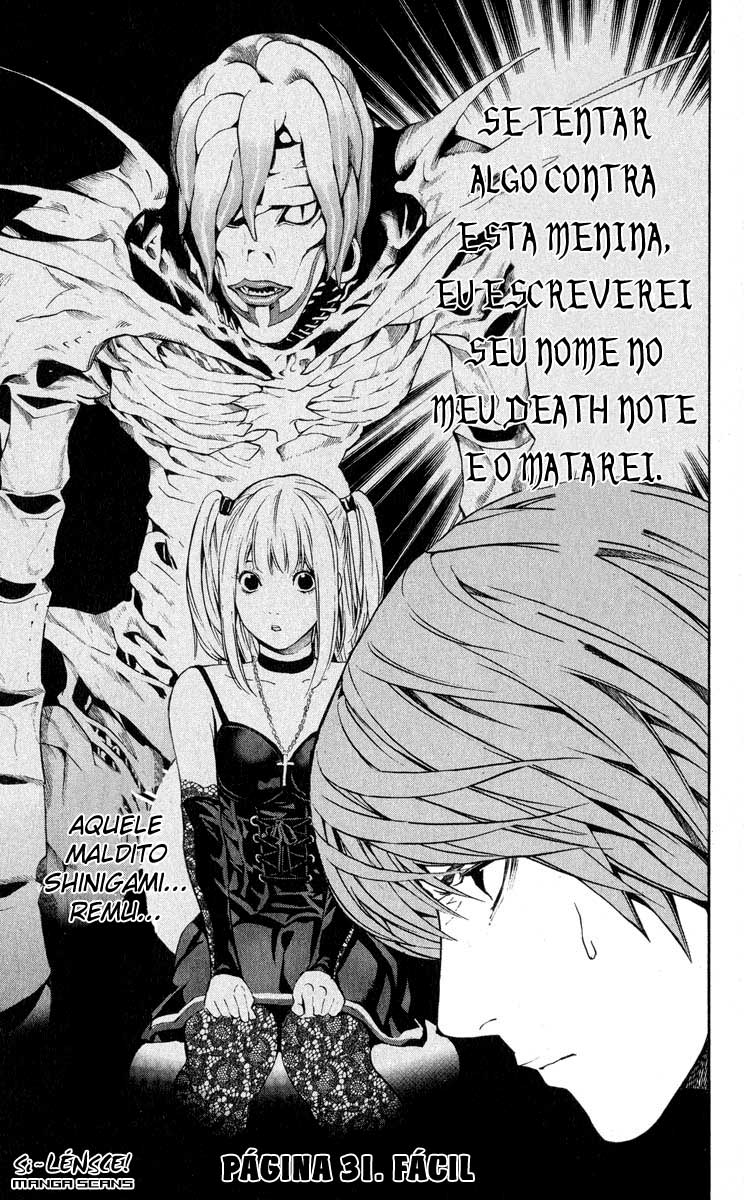 SE TENTAR
ALGO CONTRA
ESTA MENINA,
EU ESCREVEREI
SEU NOME NO
MEU DEATH NOTE
E O MATAREI.
AQUELE
MALDITO
SHINIGAMI...
REMU...
Si-LÉNSCE!
MANGA SCANS
PÁGINA 31. FÁCIL